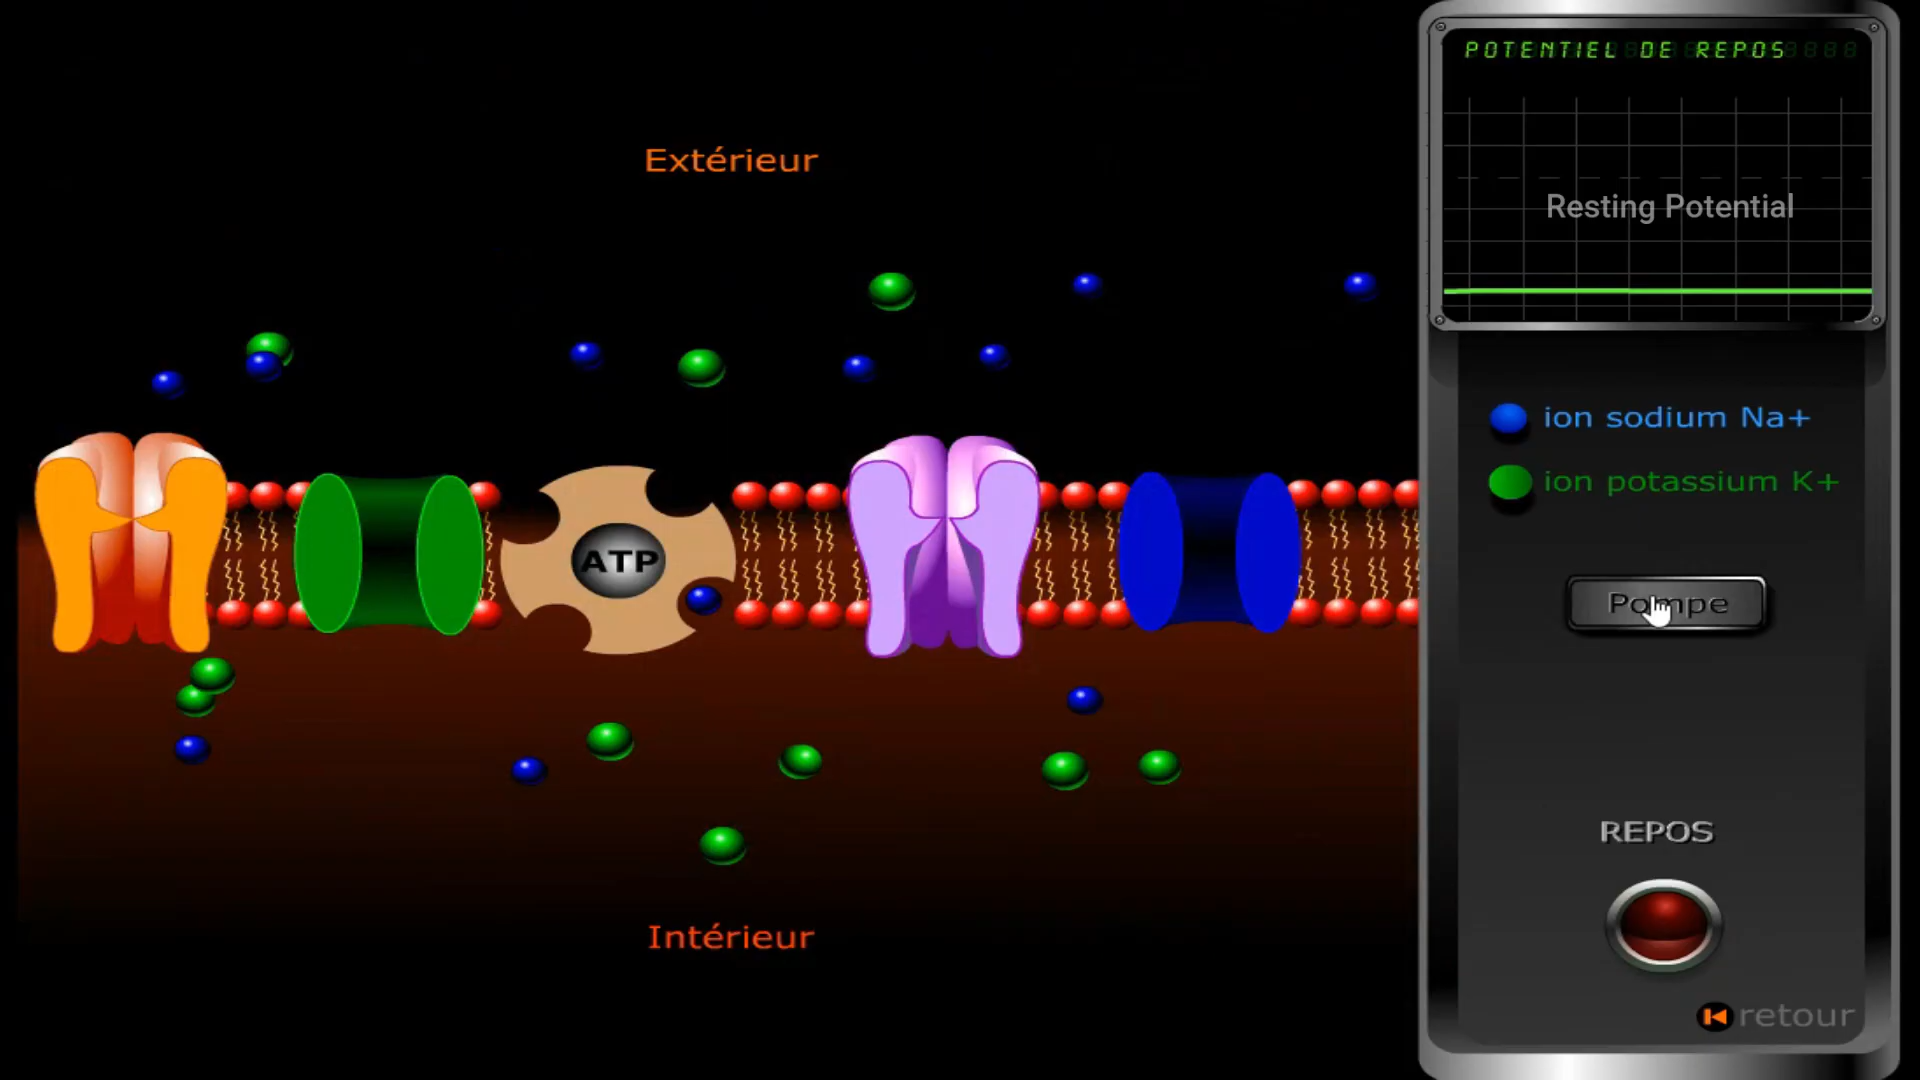 POTENTIEL DE REPOS
Extérieur
Resting Potential
ion sodium Na+
ion potassium K+
ATP
Pompe
REPOS
Intérieur
retour